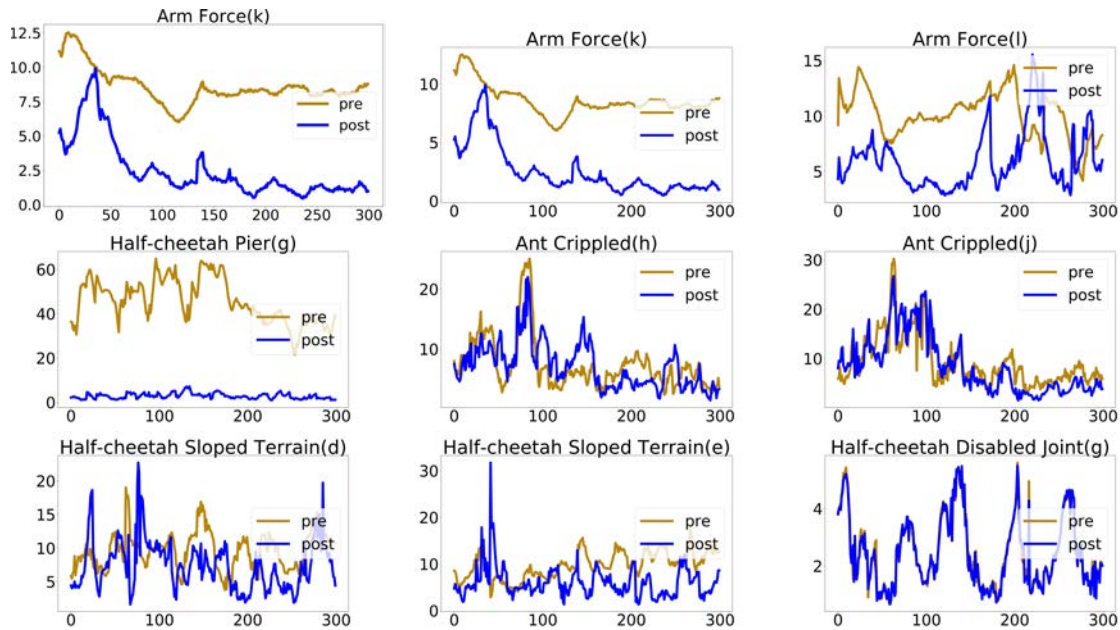 Arm Force(k)
12.5
10.0
7.5
5.0
2.5
0.0
pre
post
0 50 100 150 200 250 300
Arm Force(k)
10
5
0
pre
post
0 100 200 300
Arm Force(l)
15
10
5
pre
post
0 100 200 300
Half-cheetah Pier(g)
60
40
20
0
pre
post
0 100 200 300
Ant Crippled(h)
20
10
pre
post
0 100 200 300
Ant Crippled(j)
30
20
10
pre
post
0 100 200 300
Half-cheetah Sloped Terrain(d)
20
15
10
5
pre
post
0 50 100 150 200 250 300
Half-cheetah Sloped Terrain(e)
30
20
10
0
pre
post
0 50 100 150 200 250 300
Half-cheetah Disabled Joint(g)
4
2
pre
post
0 100 200 300